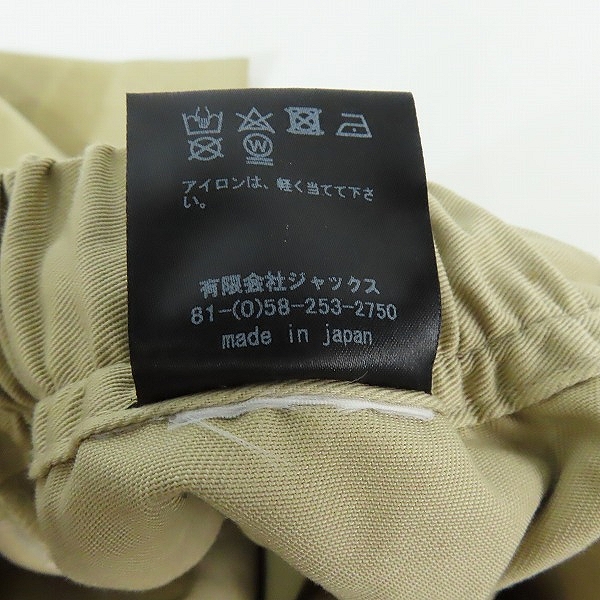 W
アイロンは、軽く当てて下さ
い。
有限会社ジャックス
81-(0)58-253-2750
made in japan